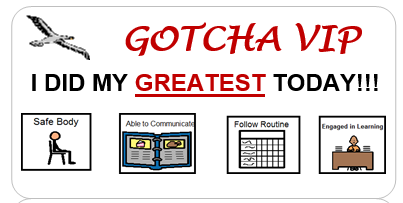 GOTCHA VIP
I DID MY GREATEST TODAY!!!
Safe Body
Able to Communicate
Follow Routine
Engaged in Learning